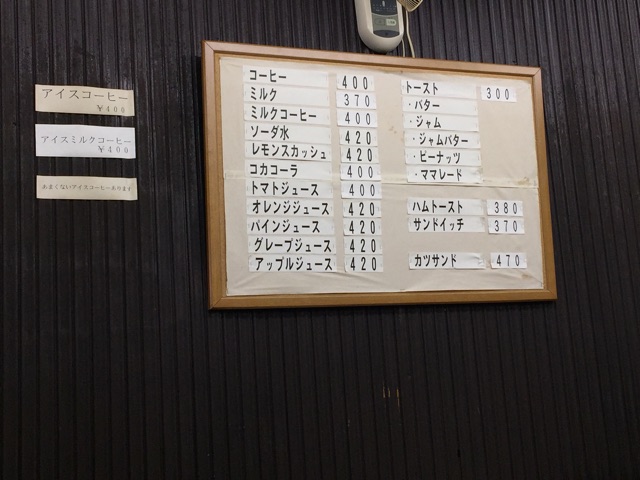 アイスコーヒー
¥400
アイスミルクコーヒー
¥400
あまくないアイスコーヒーあります
コーヒー 400
ミルク 370
ミルクコーヒー 400
ソーダ水 420
レモンスカッシュ 420
コカコーラ 400
トマトジュース 400
オレンジジュース 420
パインジュース 420
グレープジュース 420
アップルジュース 420
トースト 300
・バター
・ジャム
・ジャムバター
・ピーナッツ
・ママレード
ハムトースト 380
サンドイッチ 370
カツサンド 470